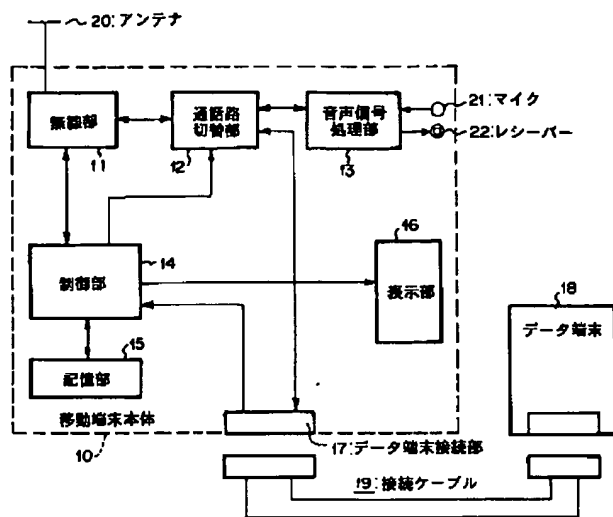 20:アンテナ
無線部
11
通話路
切替部
12
音声信号
処理部
13
21:マイク
22:レシーバー
制御部
14
記憶部
15
16
表示部
18
データ端末
移動端末本体
10
17:データ端末接続部
19:接続ケーブル